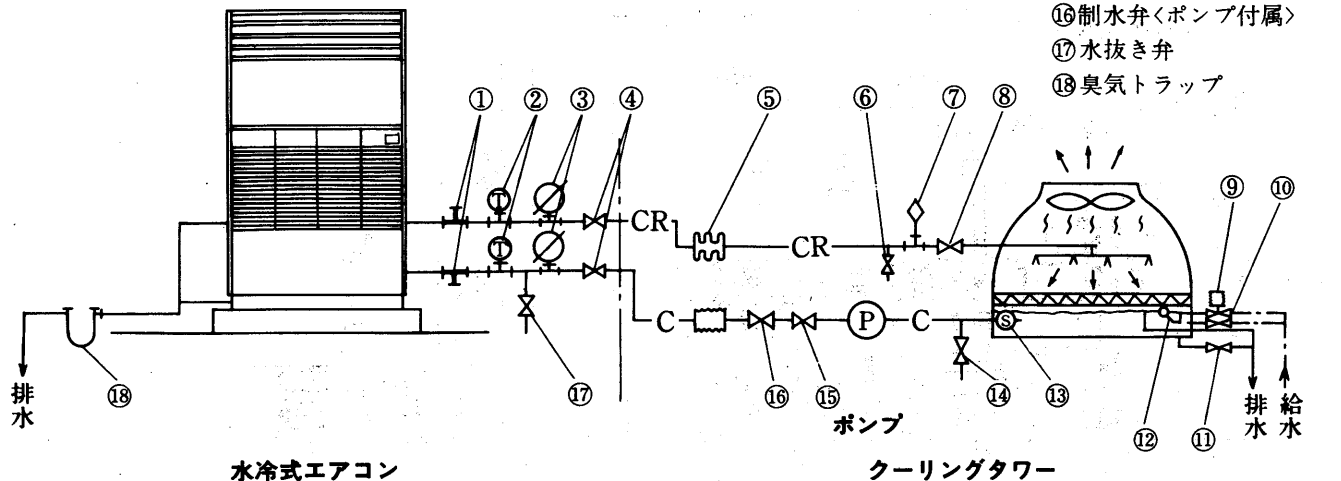 ⑯制水弁<ポンプ付属>
⑰水抜き弁
⑱臭気トラップ
① ② ③ ④ ⑤ ⑥ ⑦ ⑧ ⑨ ⑩
T
CR CR
T
C P C S
⑱ ⑰ ⑯ ⑮ ⑭ ⑬ ⑫ ⑪
排水
ポンプ
排水
給水
水冷式エアコン
クーリングタワー